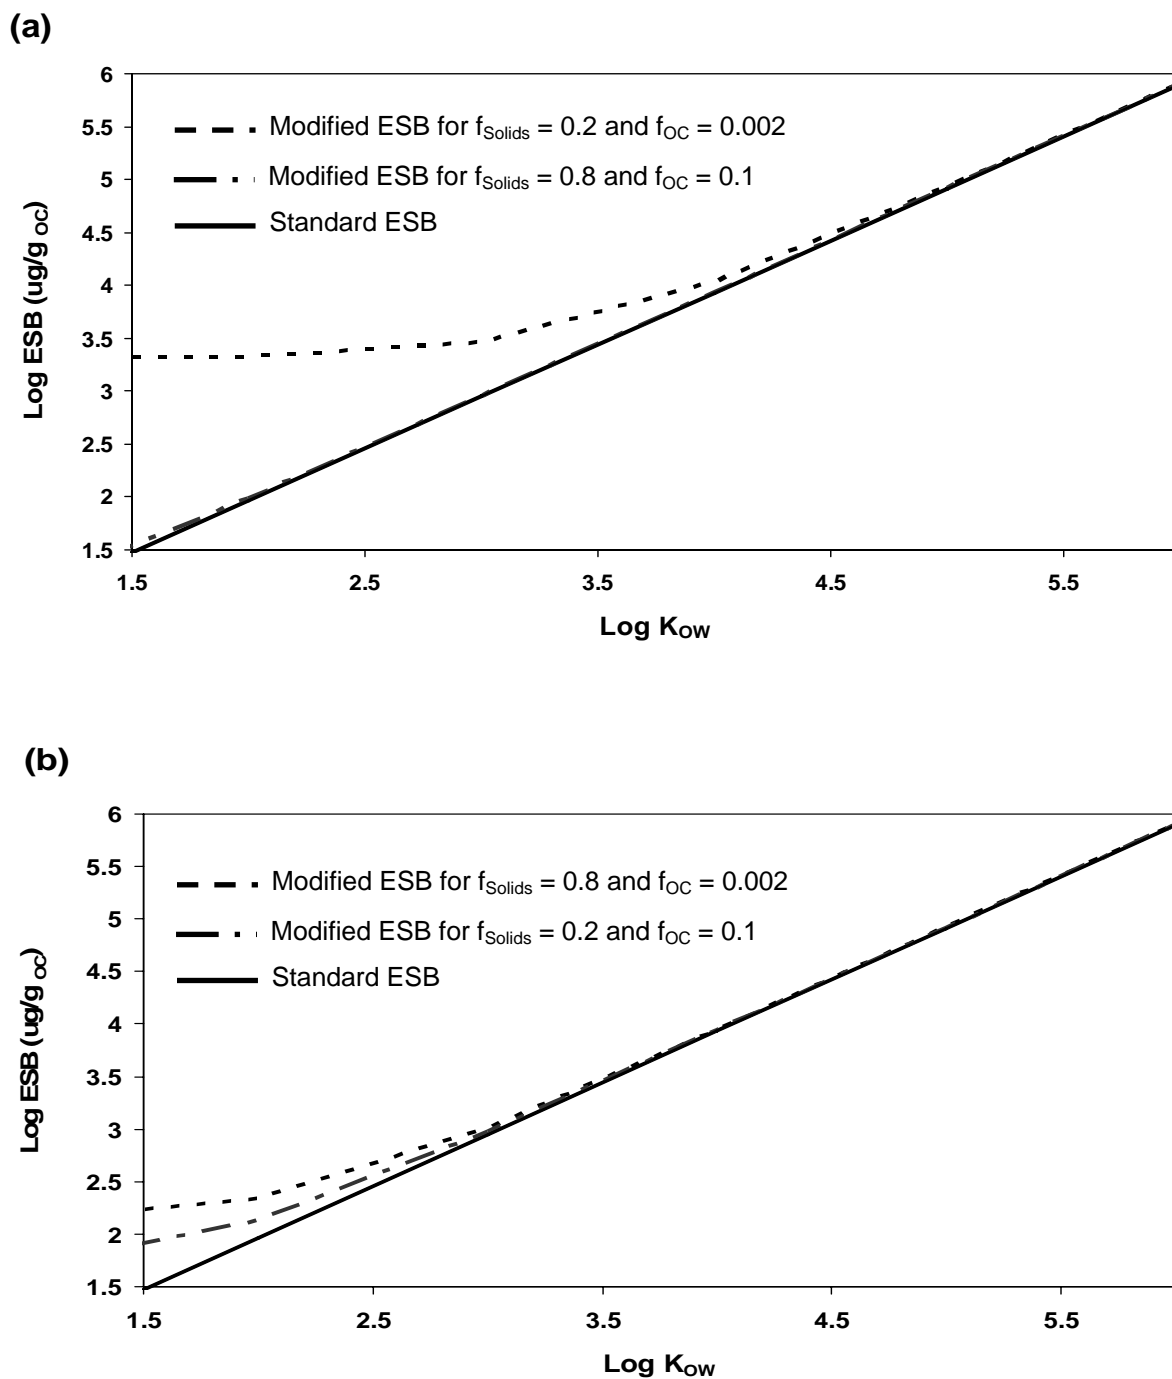 (a)
6
5.5
5
4.5
4
3.5
3
2.5
2
1.5
Log ESB (ug/g OC)
Modified ESB for fSolids = 0.2 and fOC = 0.002
Modified ESB for fSolids = 0.8 and fOC = 0.1
Standard ESB
1.5 2.5 3.5 4.5 5.5
Log KOW
(b)
6
5.5
5
4.5
4
3.5
3
2.5
2
1.5
Log ESB (ug/g OC)
Modified ESB for fSolids = 0.8 and fOC = 0.002
Modified ESB for fSolids = 0.2 and fOC = 0.1
Standard ESB
1.5 2.5 3.5 4.5 5.5
Log KOW